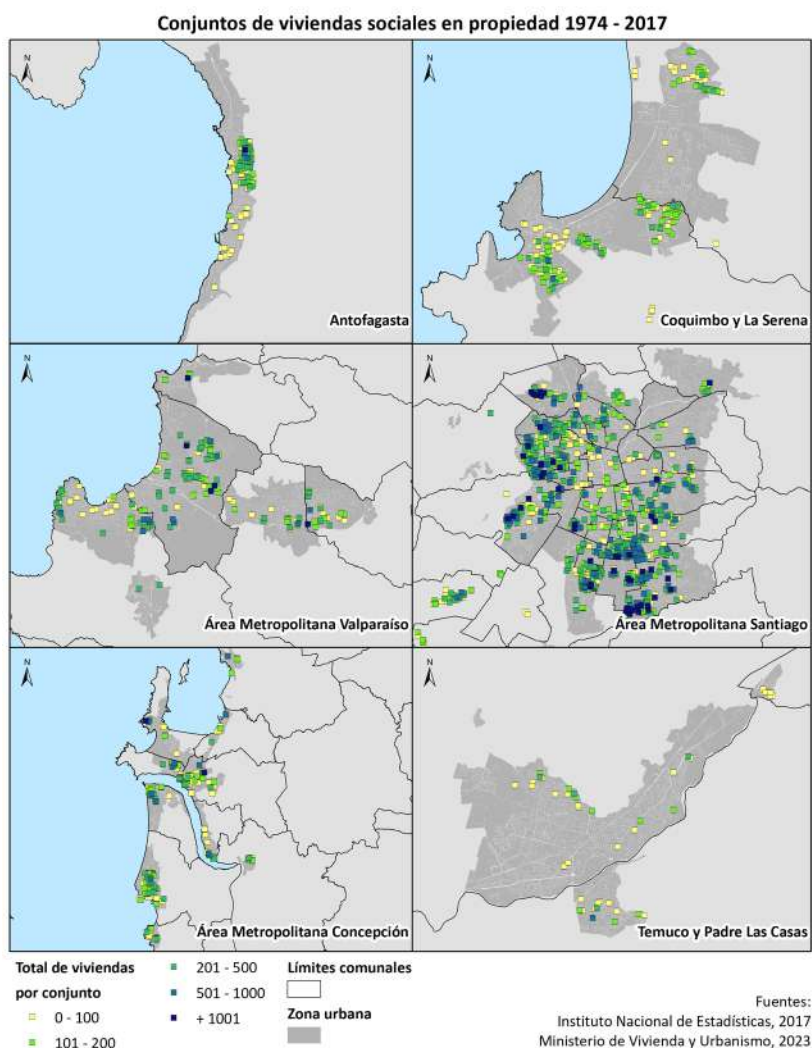 Conjuntos de viviendas sociales en propiedad 1974 - 2017
N
N
Antofagasta
Coquimbo y La Serena
N
N
Área Metropolitana Valparaíso
Área Metropolitana Santiago
N
N
Área Metropolitana Concepción
Temuco y Padre Las Casas
Total de viviendas
por conjunto
0 - 100
101 - 200
201 - 500
501 - 1000
+ 1001
Límites comunales
Zona urbana
Fuentes:
Instituto Nacional de Estadísticas, 2017
Ministerio de Vivienda y Urbanismo, 2023